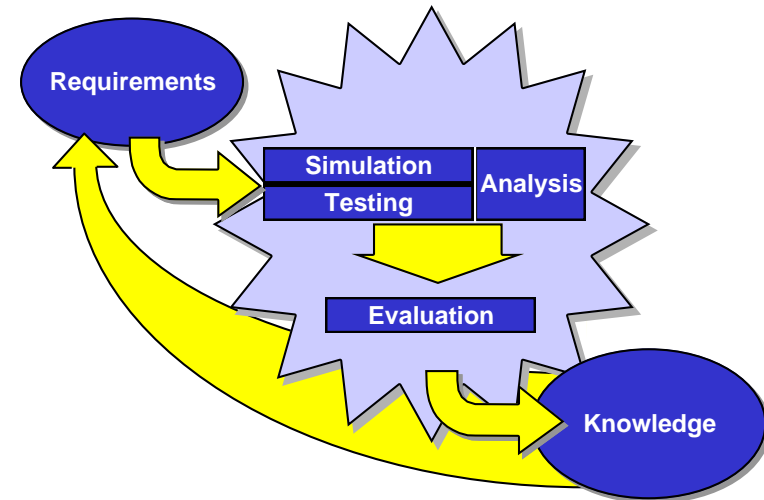 Requirements
Simulation
Analysis
Testing
Evaluation
Knowledge